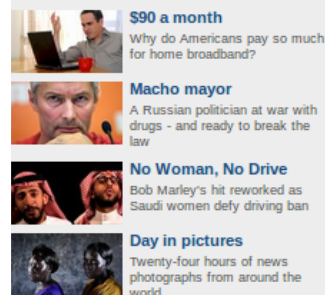 $90 a month
Why do Americans pay so much
for home broadband?
Macho mayor
A Russian politician at war with
drugs - and ready to break the
law
No Woman, No Drive
Bob Marley's hit reworked as
Saudi women defy driving ban
Day in pictures
Twenty-four hours of news
photographs from around the
world